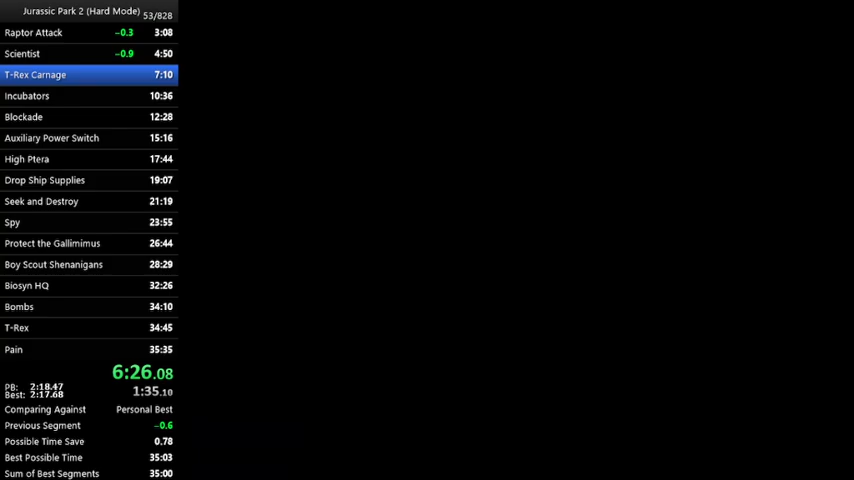 Jurassic Park 2 (Hard Mode) 53/828
Raptor Attack −0.3 3:08
Scientist −0.9 4:50
T-Rex Carnage 7:10
Incubators 10:36
Blockade 12:28
Auxiliary Power Switch 15:16
High Ptera 17:44
Drop Ship Supplies 19:07
Seek and Destroy 21:19
Spy 23:55
Protect the Gallimimus 26:44
Boy Scout Shenanigans 28:29
Biosyn HQ 32:26
Bombs 34:10
T-Rex 34:45
Pain 35:35
6:26.08
PB: 2:18.47
Best: 2:17.68
1:35.10
Comparing Against Personal Best
Previous Segment −0.6
Possible Time Save 0.78
Best Possible Time 35:03
Sum of Best Segments 35:00